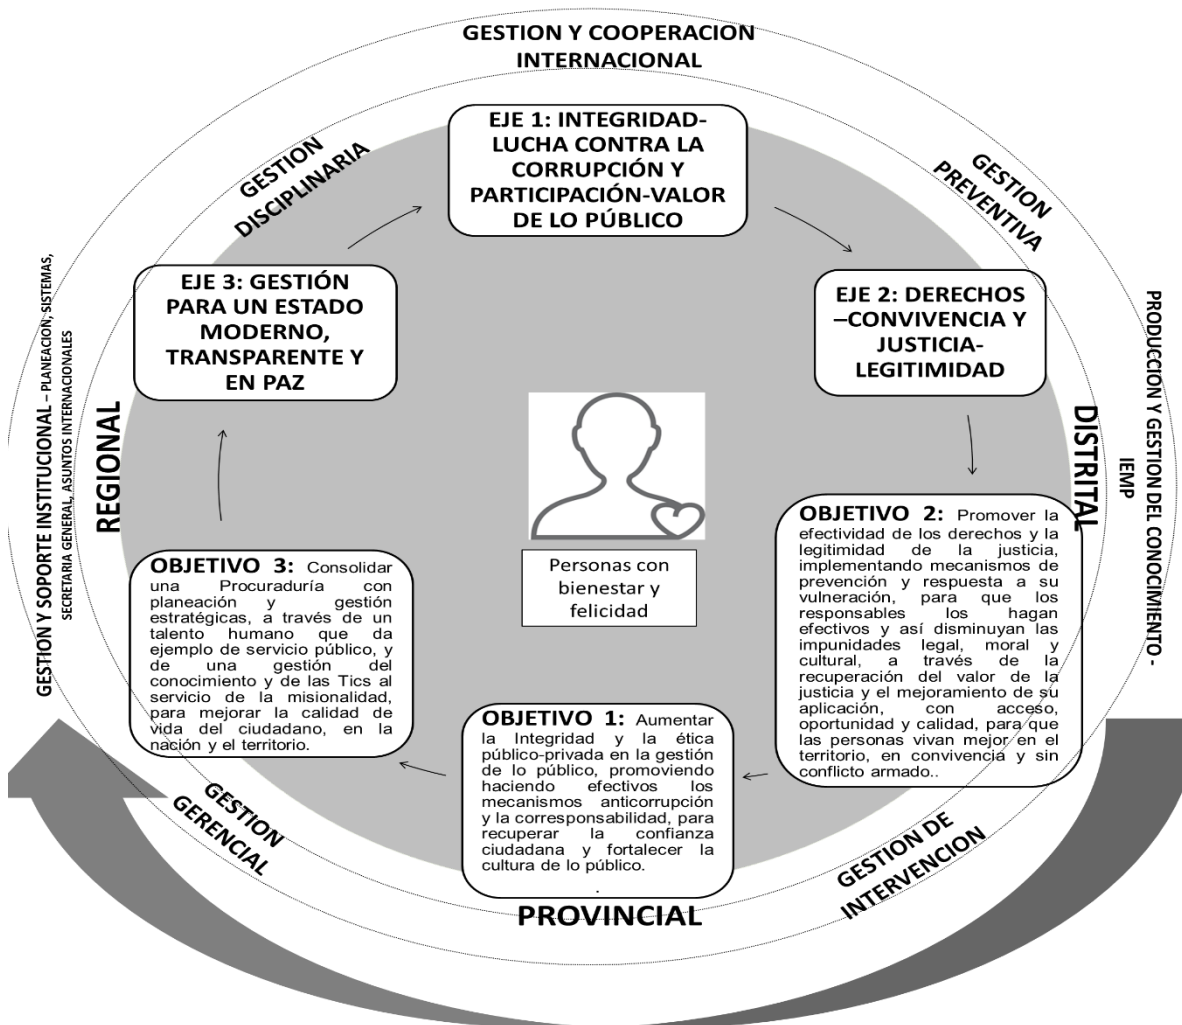 GESTION Y COOPERACION
INTERNACIONAL
GESTION
DISCIPLINARIA
GESTION
PREVENTIVA
EJE 1: INTEGRIDAD-
LUCHA CONTRA LA
CORRUPCIÓN Y
PARTICIPACIÓN-VALOR
DE LO PÚBLICO
EJE 3: GESTIÓN
PARA UN ESTADO
MODERNO,
TRANSPARENTE Y
EN PAZ
EJE 2: DERECHOS
–CONVIVENCIA Y
JUSTICIA-
LEGITIMIDAD
GESTION Y SOPORTE INSTITUCIONAL – PLANEACION, SISTEMAS,
SECRETARIA GENERAL, ASUNTOS INTERNACIONALES
REGIONAL
DISTRITAL
PRODUCCION Y GESTION DEL CONOCIMIENTO -
IEMP
Personas con
bienestar y
felicidad
OBJETIVO 2: Promover la
efectividad de los derechos y la
legitimidad de la justicia,
implementando mecanismos de
prevención y respuesta a su
vulneración, para que los
responsables los hagan
efectivos y así disminuyan las
impunidades legal, moral y
cultural, a través de la
recuperación del valor de la
justicia y el mejoramiento de su
aplicación, con acceso,
oportunidad y calidad, para que
las personas vivan mejor en el
territorio, en convivencia y sin
conflicto armado..
OBJETIVO 3: Consolidar
una Procuraduría con
planeación y gestión
estratégicas, a través de un
talento humano que da
ejemplo de servicio público, y
de una gestión del
conocimiento y de las Tics al
servicio de la misionalidad,
para mejorar la calidad de
vida del ciudadano, en la
nación y el territorio.
OBJETIVO 1: Aumentar
la Integridad y la ética
público-privada en la gestión
de lo público, promoviendo
haciendo efectivos los
mecanismos anticorrupción
y la corresponsabilidad, para
recuperar la confianza
ciudadana y fortalecer la
cultura de lo público.
.
GESTION
GERENCIAL
GESTION DE
INTERVENCION
PROVINCIAL